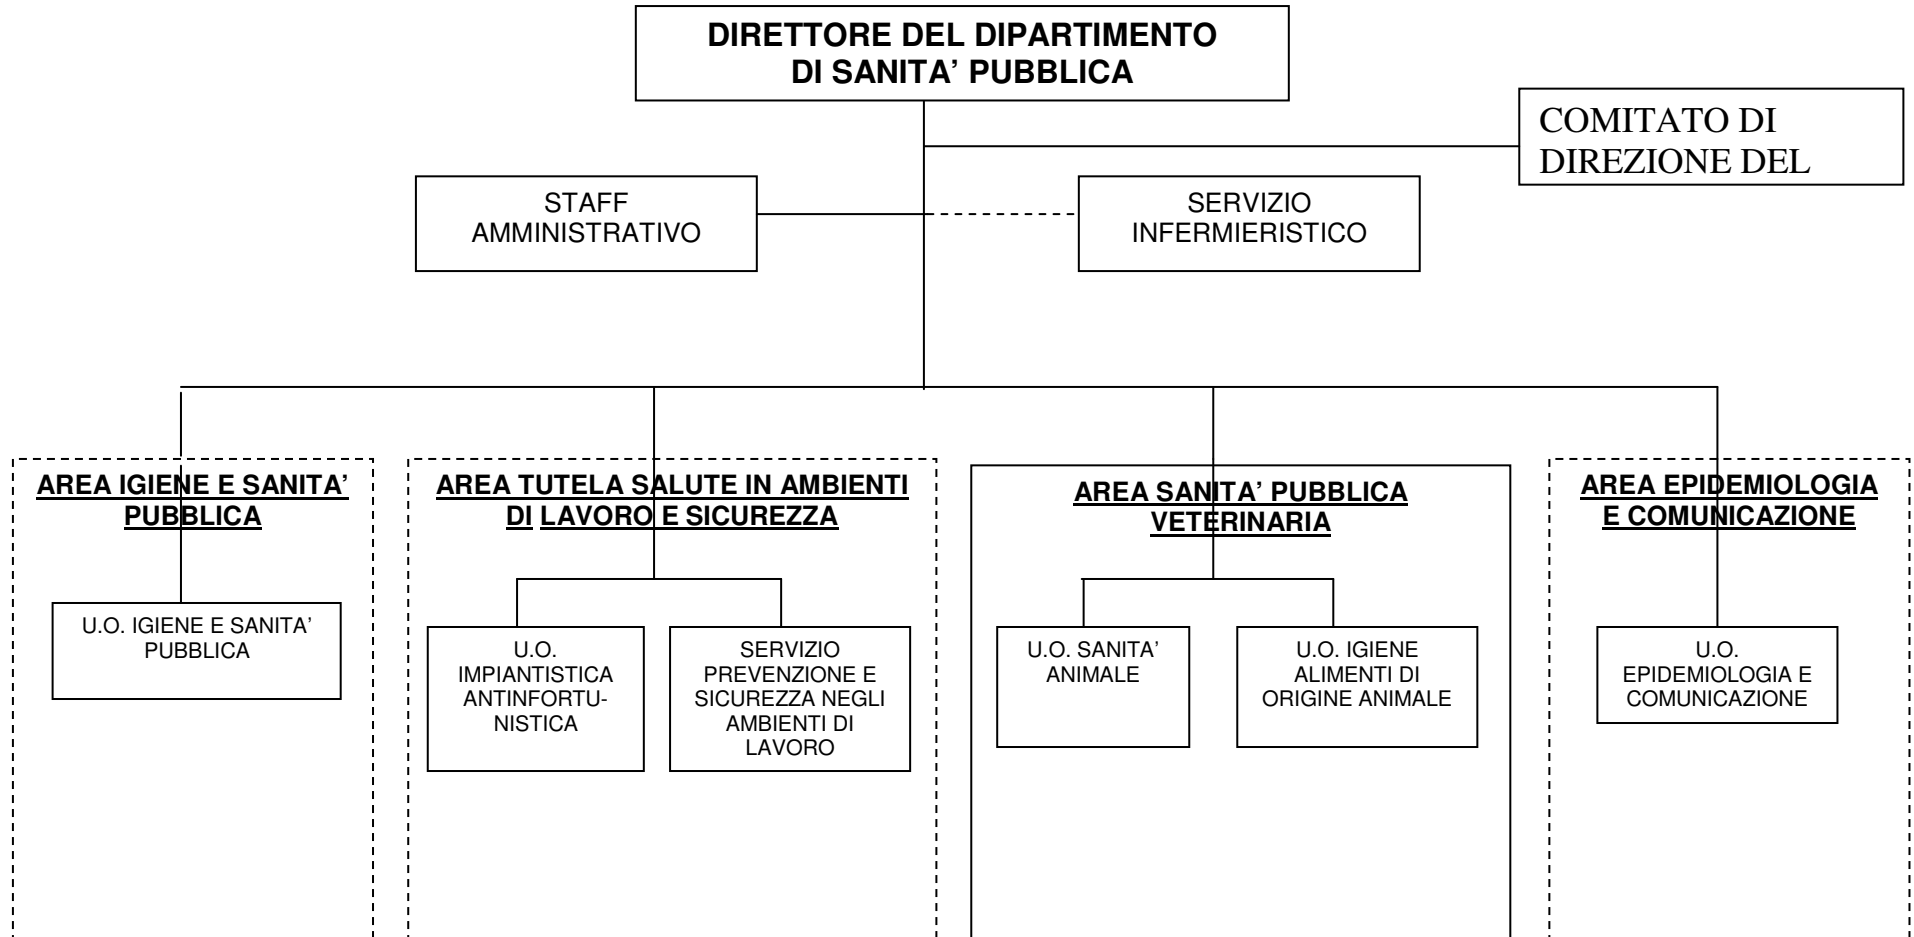 DIRETTORE DEL DIPARTIMENTO
DI SANITA’ PUBBLICA
COMITATO DI
DIREZIONE DEL
STAFF
AMMINISTRATIVO
SERVIZIO
INFERMIERISTICO
AREA IGIENE E SANITA’
PUBBLICA
U.O. IGIENE E SANITA’
PUBBLICA
AREA TUTELA SALUTE IN AMBIENTI
DI LAVORO E SICUREZZA
U.O.
IMPIANTISTICA
ANTINFORTU-
NISTICA
SERVIZIO
PREVENZIONE E
SICUREZZA NEGLI
AMBIENTI DI
LAVORO
AREA SANITA’ PUBBLICA
VETERINARIA
U.O. SANITA’
ANIMALE
U.O. IGIENE
ALIMENTI DI
ORIGINE ANIMALE
AREA EPIDEMIOLOGIA
E COMUNICAZIONE
U.O.
EPIDEMIOLOGIA E
COMUNICAZIONE